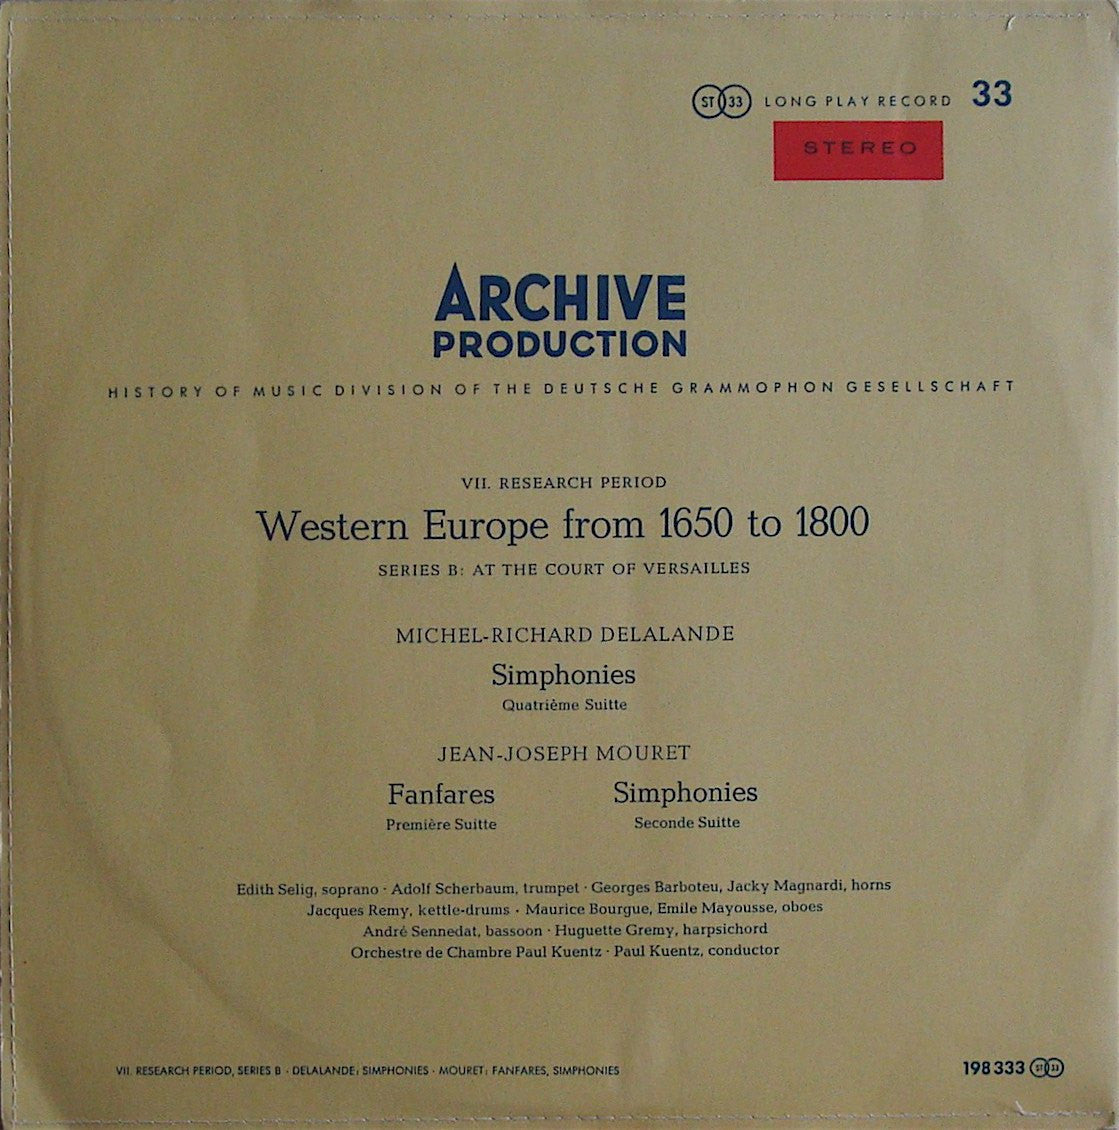 ST 33 LONG PLAY RECORD 33
STEREO
ARCHIVE
PRODUCTION
HISTORY OF MUSIC DIVISION OF THE DEUTSCHE GRAMMOPHON GESELLSCHAFT
VII. RESEARCH PERIOD
Western Europe from 1650 to 1800
SERIES B: AT THE COURT OF VERSAILLES
MICHEL-RICHARD DELALANDE
Simphonies
Quatrième Suitte
JEAN-JOSEPH MOURET
Fanfares Simphonies
Première Suitte Seconde Suitte
Edith Selig, soprano · Adolf Scherbaum, trumpet · Georges Barboteu, Jacky Magnardi, horns
Jacques Remy, kettle-drums · Maurice Bourgue, Emile Mayousse, oboes
André Sennedat, bassoon · Huguette Gremy, harpsichord
Orchestre de Chambre Paul Kuentz · Paul Kuentz, conductor
VII. RESEARCH PERIOD, SERIES B · DELALANDE: SIMPHONIES · MOURET: FANFARES, SIMPHONIES
198 333 ST 33